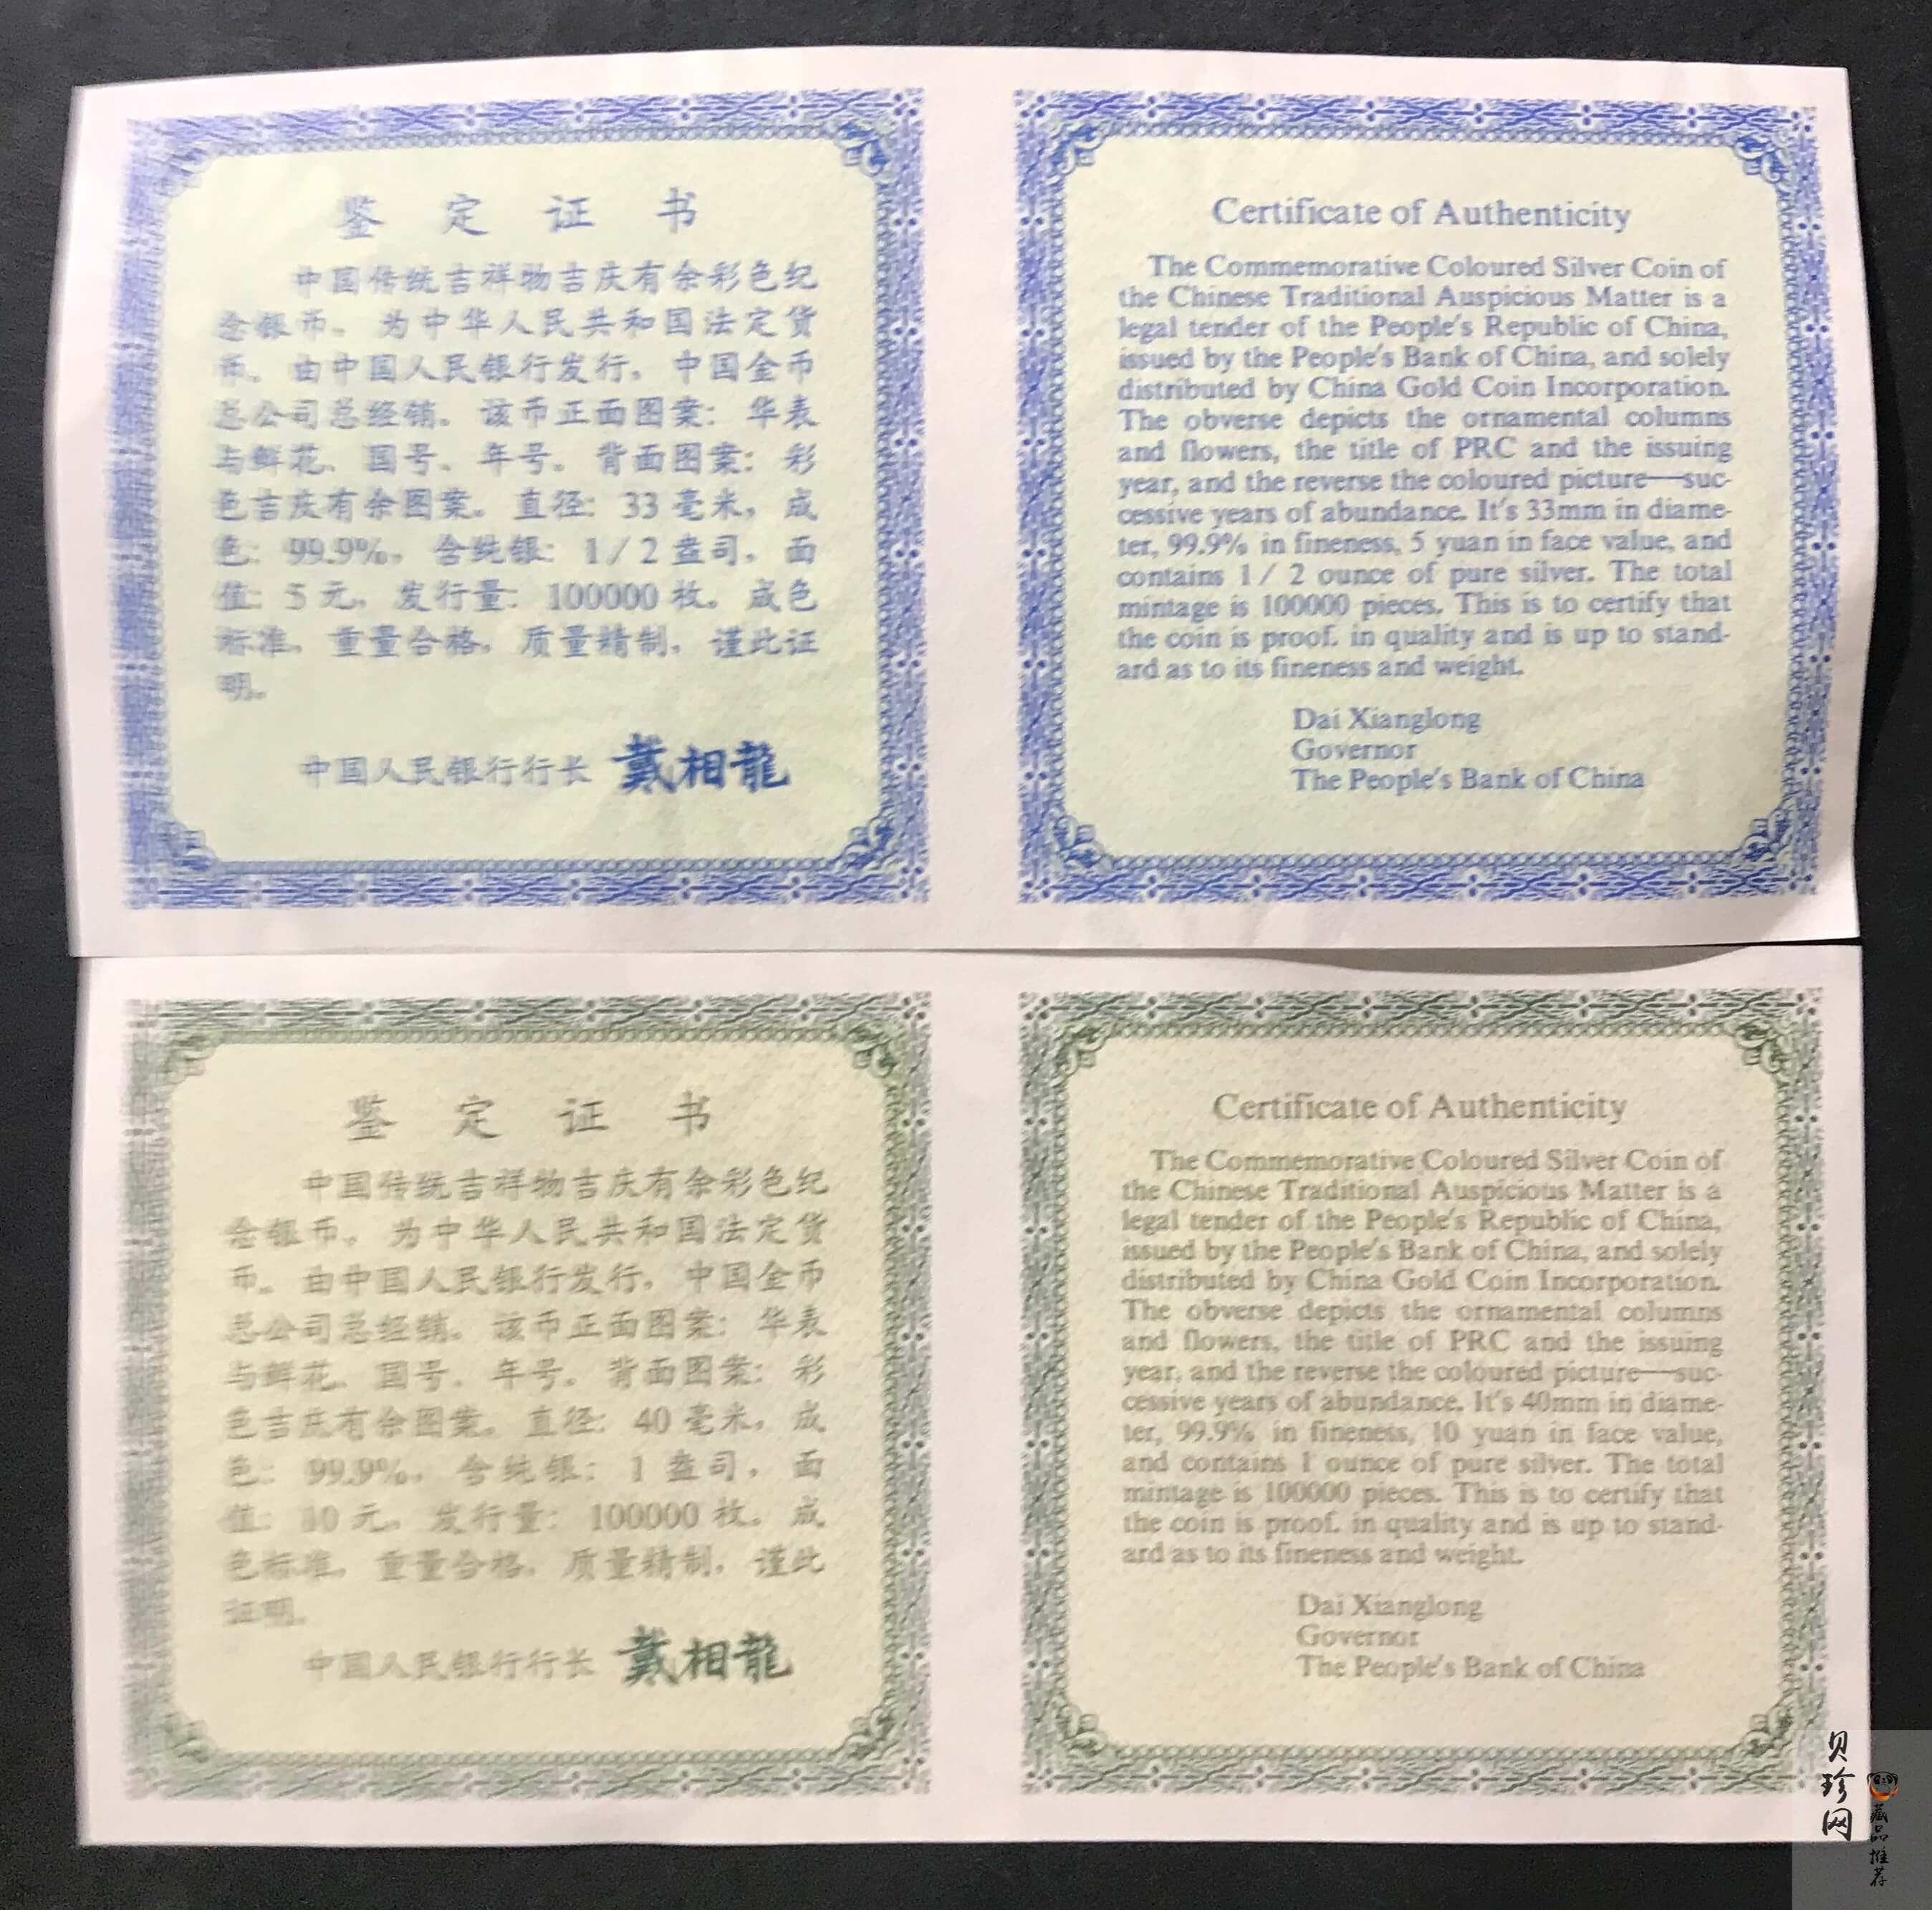 鉴 定 证 书
中国传统吉祥物吉庆有余彩色纪
念银币，为中华人民共和国法定货
币。由中国人民银行发行，中国金币
总公司总经销。该币正面图案：华表
与鲜花、国号、年号。背面图案：彩
色吉庆有余图案。直径：33毫米，成
色：99.9%，含纯银：1/2盎司，面
值：5元，发行量：100000枚。成色
标准，重量合格，质量精制，谨此证
明。
中国人民银行行长 戴相龍
Certificate of Authenticity
The Commemorative Coloured Silver Coin of
the Chinese Traditional Auspicious Matter is a
legal tender of the People's Republic of China,
issued by the People's Bank of China, and solely
distributed by China Gold Coin Incorporation.
The obverse depicts the ornamental columns
and flowers, the title of PRC and the issuing
year, and the reverse the coloured picture—suc-
cessive years of abundance. It's 33mm in diame-
ter, 99.9% in fineness, 5 yuan in face value, and
contains 1/2 ounce of pure silver. The total
mintage is 100000 pieces. This is to certify that
the coin is proof. in quality and is up to stand-
ard as to its fineness and weight.
Dai Xianglong
Governor
The People's Bank of China
鉴 定 证 书
中国传统吉祥物吉庆有余彩色纪
念银币，为中华人民共和国法定货
币。由中国人民银行发行，中国金币
总公司总经销。该币正面图案：华表
与鲜花、国号、年号。背面图案：彩
色吉庆有余图案。直径：40毫米，成
色：99.9%，含纯银：1盎司，面
值：10元，发行量：100000枚。成
色标准，重量合格，质量精制，谨此
证明。
中国人民银行行长 戴相龍
Certificate of Authenticity
The Commemorative Coloured Silver Coin of
the Chinese Traditional Auspicious Matter is a
legal tender of the People's Republic of China,
issued by the People's Bank of China, and solely
distributed by China Gold Coin Incorporation.
The obverse depicts the ornamental columns
and flowers, the title of PRC and the issuing
year, and the reverse the coloured picture—suc-
cessive years of abundance. It's 40mm in diame-
ter, 99.9% in fineness, 10 yuan in face value,
and contains 1 ounce of pure silver. The total
mintage is 100000 pieces. This is to certify that
the coin is proof. in quality and is up to stand-
ard as to its fineness and weight.
Dai Xianglong
Governor
The People's Bank of China
贝珍网
藏品推荐